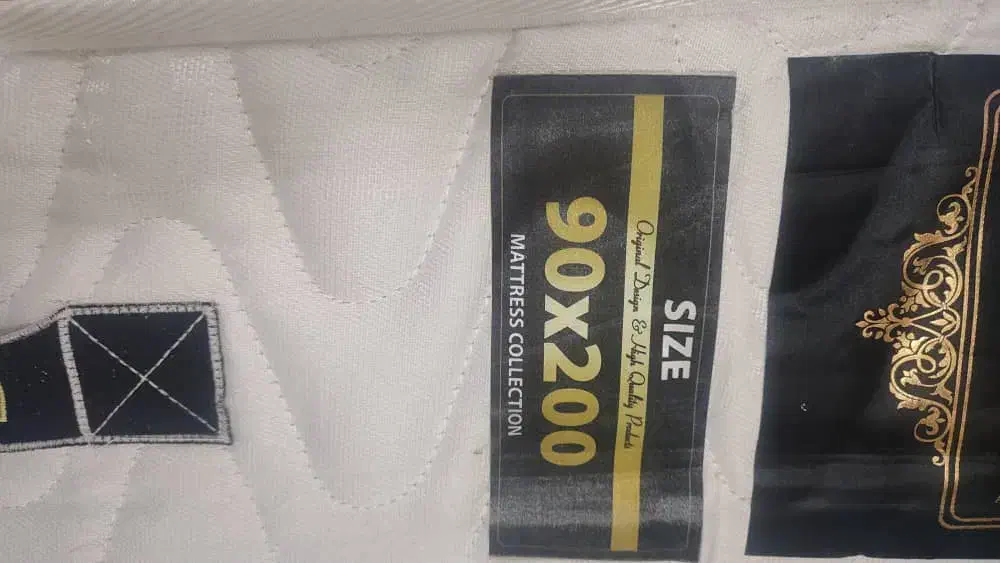 SIZE
Original Design & High Quality Products
90x200
MATTRESS COLLECTION